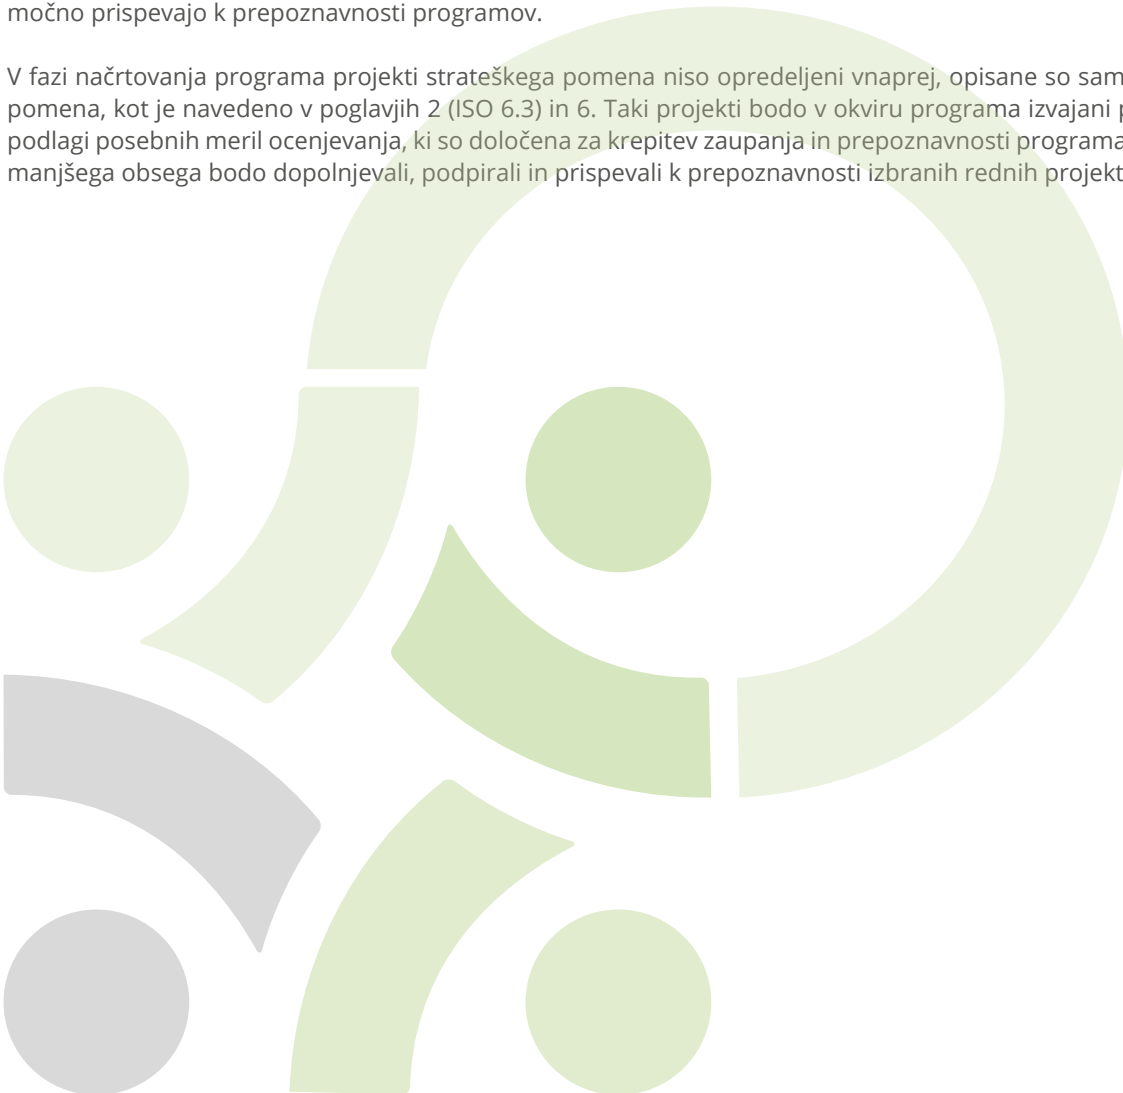 močno prispevajo k prepoznavnosti programov.
V fazi načrtovanja programa projekti strateškega pomena niso opredeljeni vnaprej, opisane so sam
pomena, kot je navedeno v poglavjih 2 (ISO 6.3) in 6. Taki projekti bodo v okviru programa izvajani p
podlagi posebnih meril ocenjevanja, ki so določena za krepitev zaupanja in prepoznavnosti programa
manjšega obsega bodo dopolnjevali, podpirali in prispevali k prepoznavnosti izbranih rednih projekt